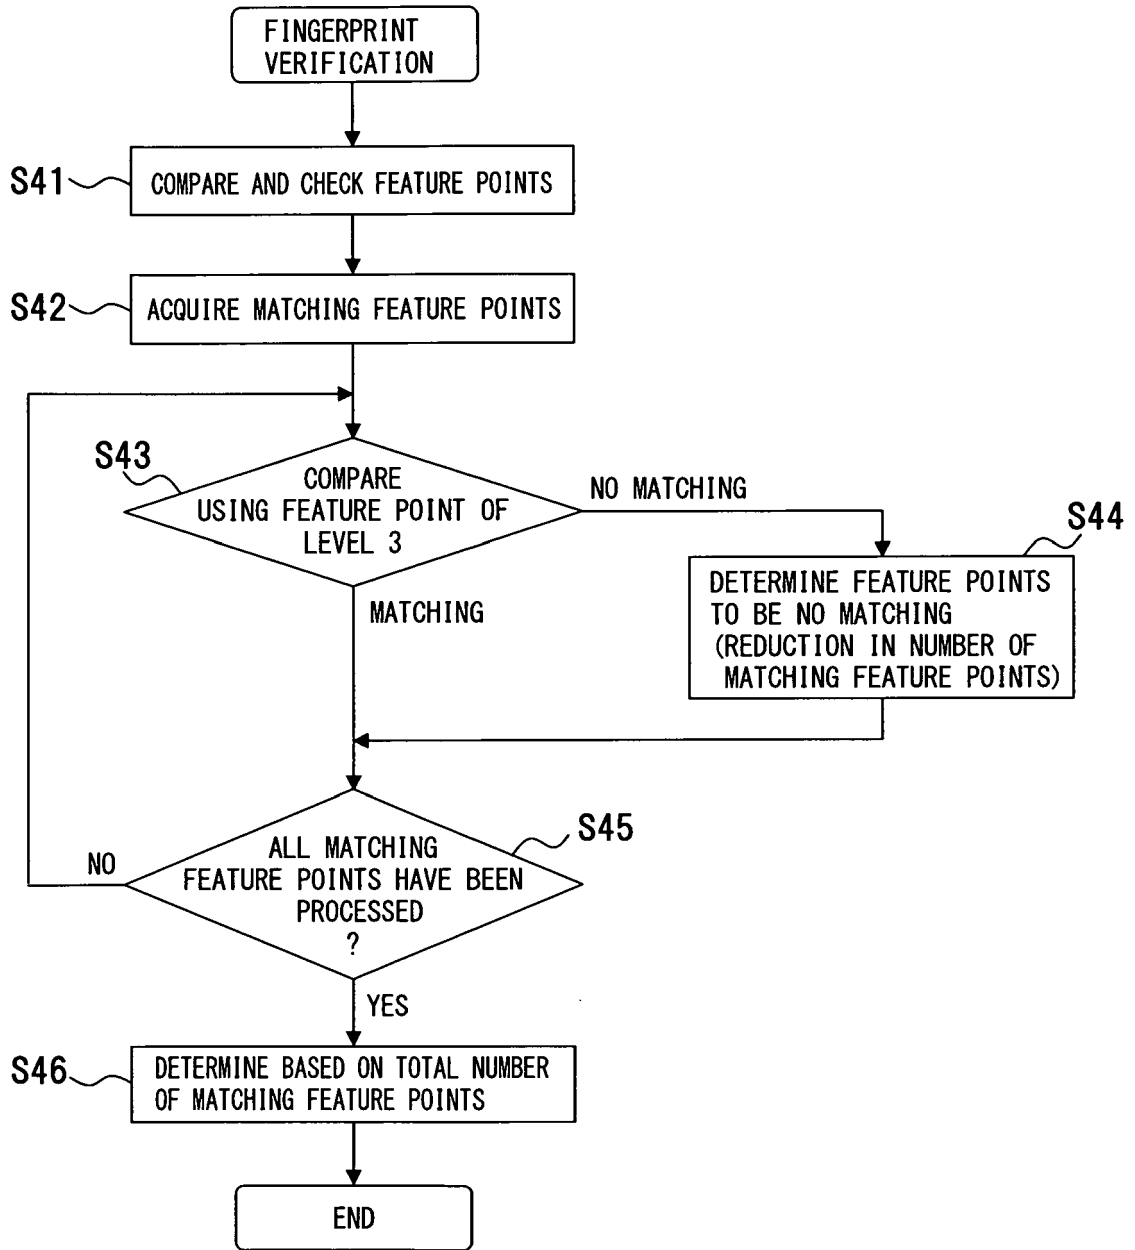 FINGERPRINT
VERIFICATION
S41
COMPARE AND CHECK FEATURE POINTS
S42
ACQUIRE MATCHING FEATURE POINTS
S43
COMPARE
USING FEATURE POINT OF
LEVEL 3
NO MATCHING
MATCHING
S44
DETERMINE FEATURE POINTS
TO BE NO MATCHING
(REDUCTION IN NUMBER OF
MATCHING FEATURE POINTS)
S45
ALL MATCHING
FEATURE POINTS HAVE BEEN
PROCESSED
?
NO
YES
S46
DETERMINE BASED ON TOTAL NUMBER
OF MATCHING FEATURE POINTS
END